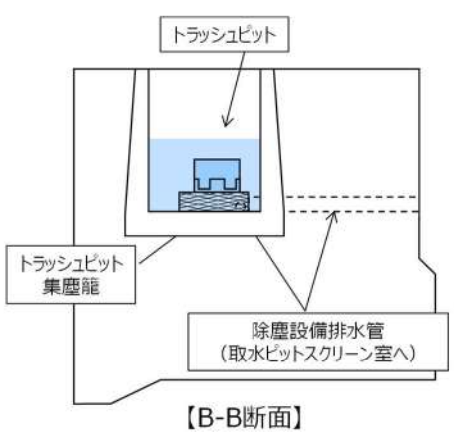 トラッシュピット
トラッシュピット
集塵籠
除塵設備排水管
（取水ピットスクリーン室へ）
【B-B断面】